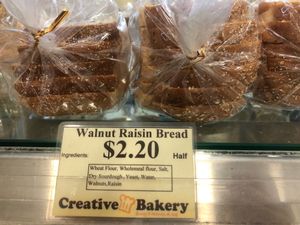 Walnut Raisin Bread
Ingredients:
$2.20
Half
Wheat Flour, Wholemeal flour, Salt,
Dry Sourdough, Yeast, Water,
Walnuts,Raisin
Creative Bakery